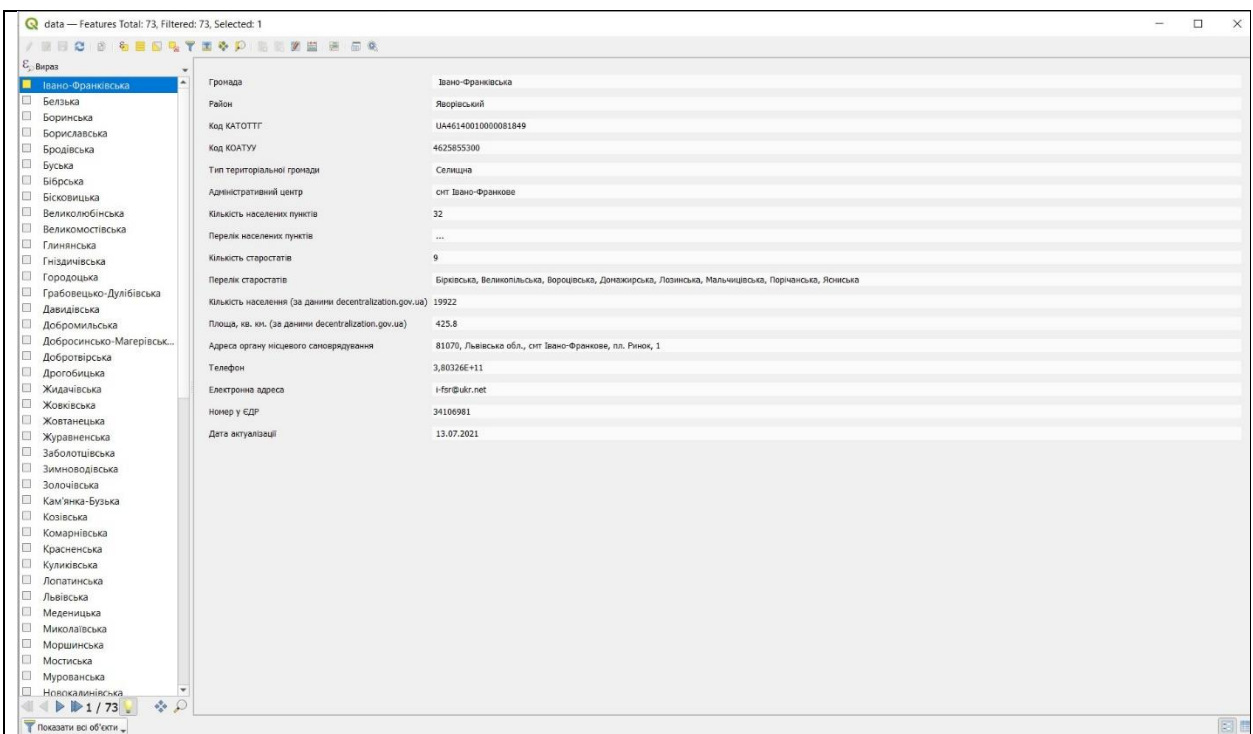 data — Features Total: 73, Filtered: 73, Selected: 1
Вираз
Івано-Франківська
Белзька
Боринська
Бориславська
Бродівська
Буська
Бібрська
Бісковицька
Великолюбінська
Великомостівська
Глинянська
Гніздичівська
Городоцька
Грабовецько-Дулібівська
Давидівська
Добромильська
Добросинсько-Магерівськ...
Добротвірська
Дрогобицька
Жидачівська
Жовківська
Жовтанецька
Журавненська
Заболотцівська
Зимноводівська
Золочівська
Кам'янка-Бузька
Козівська
Комарнівська
Красненська
Куликівська
Лопатинська
Львівська
Меденицька
Миколаївська
Моршинська
Мостиська
Мурованська
Новокалинівська
1 / 73
Показати всі об'єкти
Громада Івано-Франківська
Район Яворівський
Код КАТОТТГ UA46140010000081849
Код КОАТУУ 4625855300
Тип територіальної громади Селищна
Адміністративний центр смт Івано-Франкове
Кількість населених пунктів 32
Перелік населених пунктів ...
Кількість старостатів 9
Перелік старостатів Бірківська, Великопільська, Вороцівська, Домажирська, Лозинська, Мальчицівська, Порічанська, Ясниська
Кількість населення (за даними decentralization.gov.ua) 19922
Площа, кв. км. (за даними decentralization.gov.ua) 425.8
Адреса органу місцевого самоврядування 81070, Львівська обл., смт Івано-Франкове, пл. Ринок, 1
Телефон 3,80326E+11
Електронна адреса i-fsr@ukr.net
Номер у ЄДР 34106981
Дата актуалізації 13.07.2021